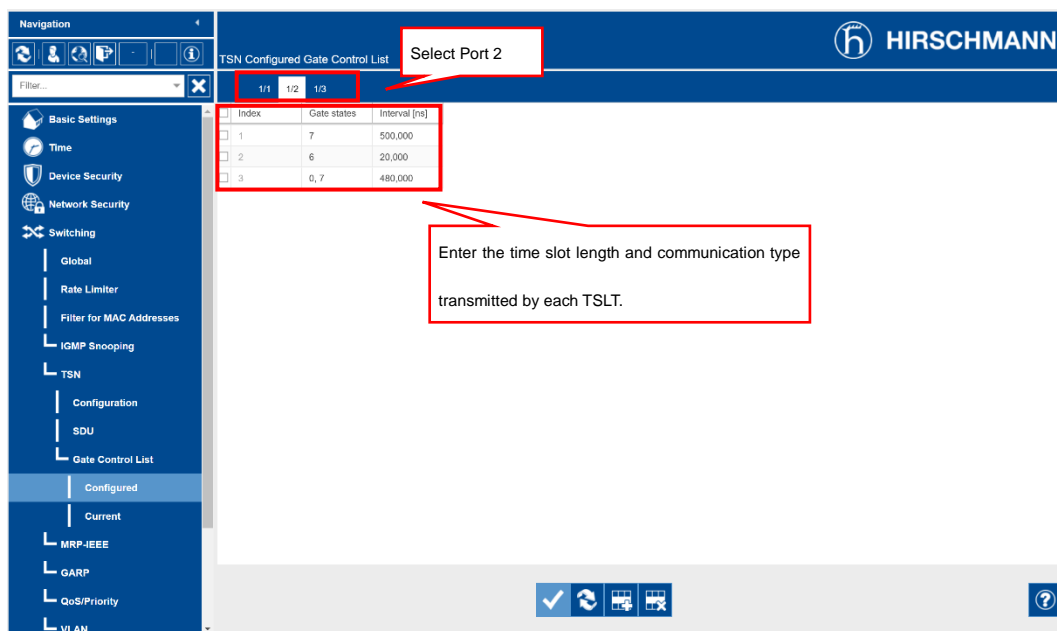 Navigation
HIRSCHMANN
TSN Configured Gate Control List
Select Port 2
Filter...
1/1 1/2 1/3
Index Gate states Interval [ns]
1 7 500,000
2 6 20,000
3 0, 7 480,000
Basic Settings
Time
Device Security
Network Security
Switching
Global
Rate Limiter
Filter for MAC Addresses
IGMP Snooping
TSN
Configuration
SDU
Gate Control List
Configured
Current
MRP-IEEE
GARP
QoS/Priority
VLAN
Enter the time slot length and communication type
transmitted by each TSLT.